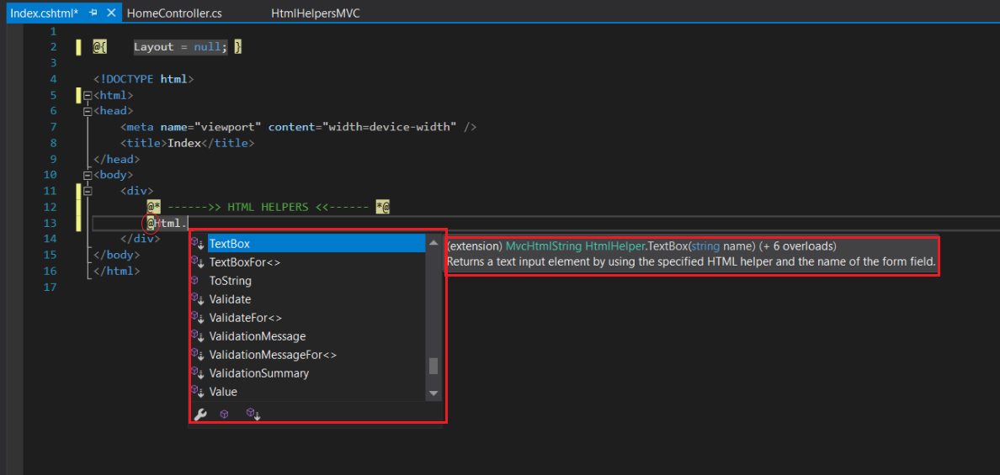 Index.cshtml* HomeController.cs HtmlHelpersMVC
1
2 @{ Layout = null; }
3
4 <!DOCTYPE html>
5 <html>
6 <head>
7 <meta name="viewport" content="width=device-width" />
8 <title>Index</title>
9 </head>
10 <body>
11 <div>
12 @* ------>> HTML HELPERS <<------ *@
13 @Html.
14 </div>
15 </body>
16 </html>
17
TextBox
TextBoxFor<>
ToString
Validate
ValidateFor<>
ValidationMessage
ValidationMessageFor<>
ValidationSummary
Value
(extension) MvcHtmlString HtmlHelper.TextBox(string name) (+ 6 overloads)
Returns a text input element by using the specified HTML helper and the name of the form field.